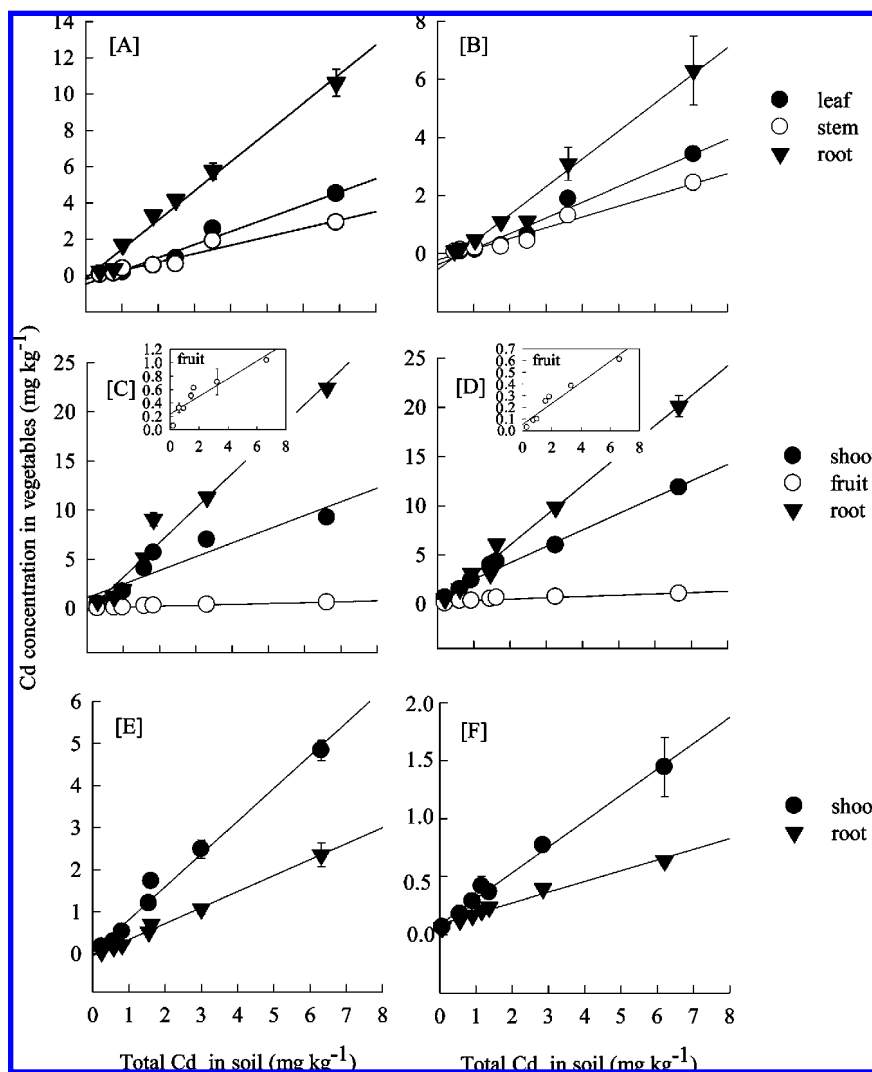 14
12
10
8
6
4
2
0
[A]
8
6
4
2
0
[B]
leaf
stem
root
25
20
15
10
5
0
[C]
1.2
1.0
0.8
0.6
0.4
0.2
0.0
fruit
0 2 4 6 8
25
20
15
10
5
0
[D]
0.7
0.6
0.5
0.4
0.3
0.2
0.1
0.0
fruit
0 2 4 6 8
shoo
fruit
root
Cd concentration in vegetables (mg kg⁻¹)
6
5
4
3
2
1
0
[E]
0 1 2 3 4 5 6 7 8
Total Cd in soil (mg kg⁻¹)
2.0
1.5
1.0
0.5
0.0
[F]
0 1 2 3 4 5 6 7 8
Total Cd in soil (mg kg⁻¹)
shoo
root